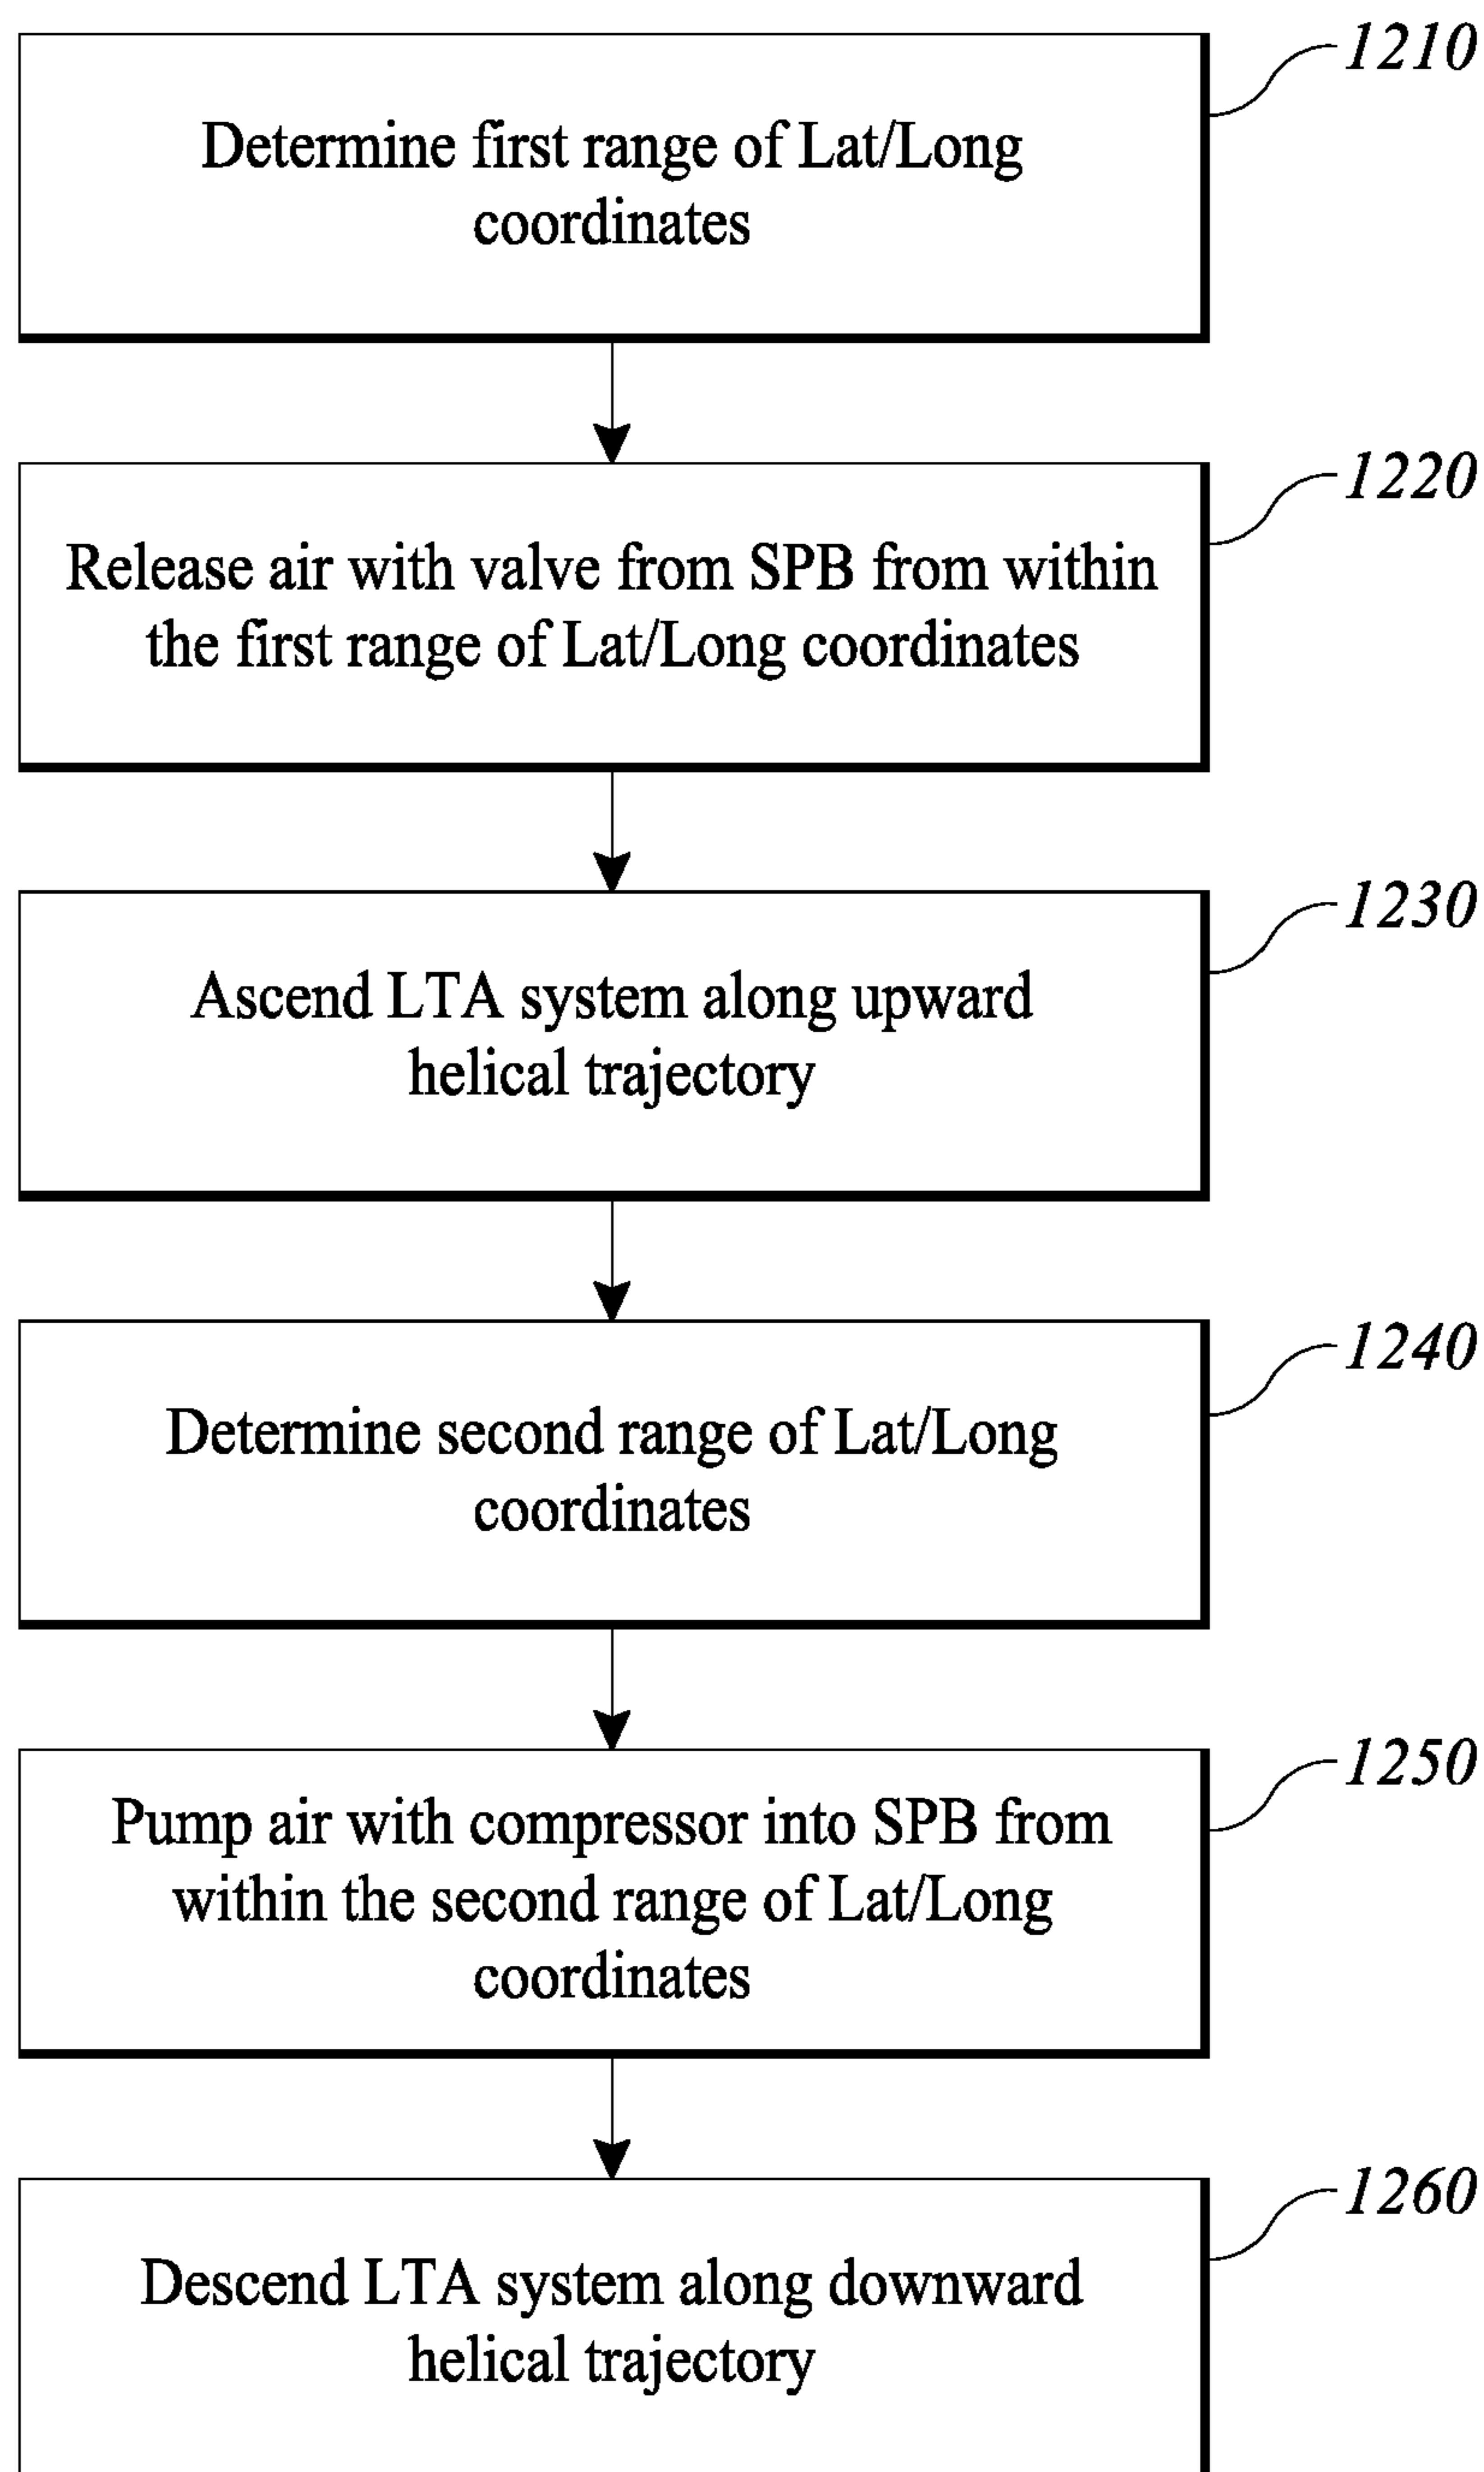 1210
Determine first range of Lat/Long
coordinates
1220
Release air with valve from SPB from within
the first range of Lat/Long coordinates
1230
Ascend LTA system along upward
helical trajectory
1240
Determine second range of Lat/Long
coordinates
1250
Pump air with compressor into SPB from
within the second range of Lat/Long
coordinates
1260
Descend LTA system along downward
helical trajectory